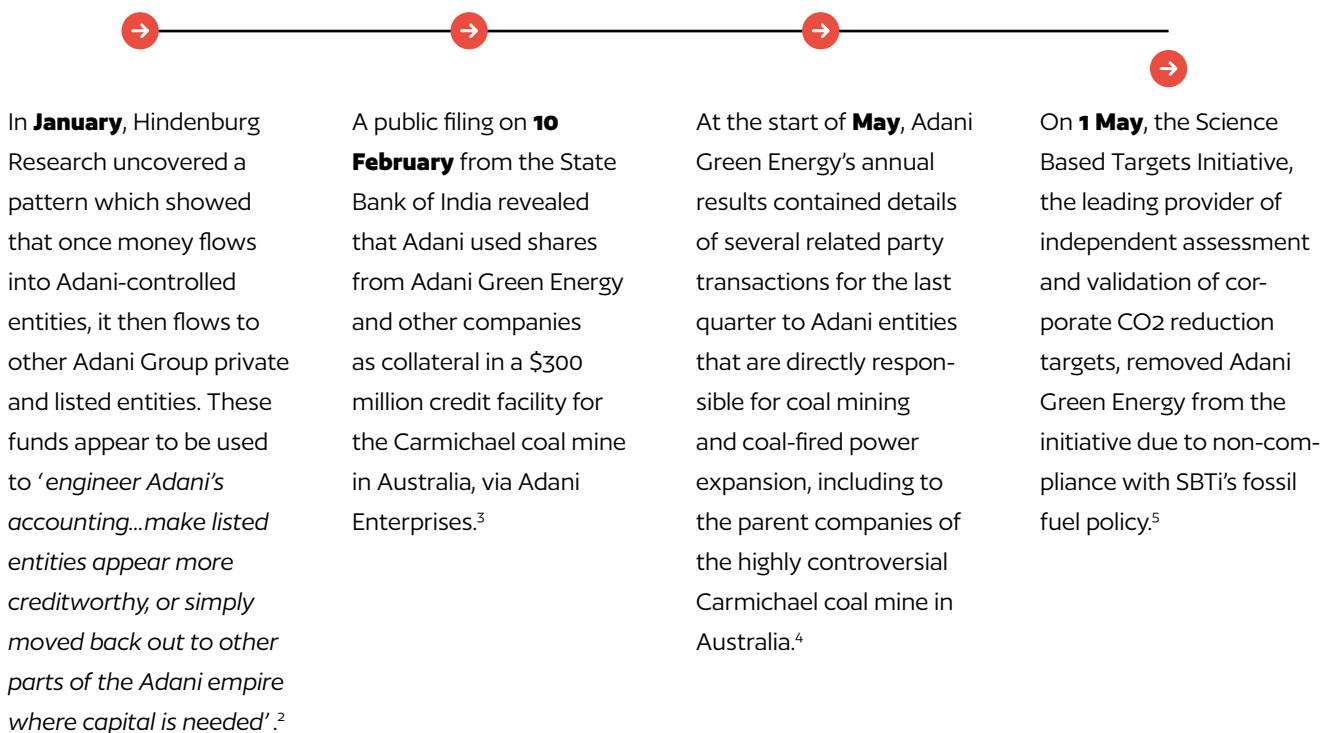 In January, Hindenburg
Research uncovered a
pattern which showed
that once money flows
into Adani-controlled
entities, it then flows to
other Adani Group private
and listed entities. These
funds appear to be used
to ‘engineer Adani’s
accounting...make listed
entities appear more
creditworthy, or simply
moved back out to other
parts of the Adani empire
where capital is needed’.²
A public filing on 10
February from the State
Bank of India revealed
that Adani used shares
from Adani Green Energy
and other companies
as collateral in a $300
million credit facility for
the Carmichael coal mine
in Australia, via Adani
Enterprises.³
At the start of May, Adani
Green Energy’s annual
results contained details
of several related party
transactions for the last
quarter to Adani entities
that are directly respon-
sible for coal mining
and coal-fired power
expansion, including to
the parent companies of
the highly controversial
Carmichael coal mine in
Australia.⁴
On 1 May, the Science
Based Targets Initiative,
the leading provider of
independent assessment
and validation of cor-
porate CO2 reduction
targets, removed Adani
Green Energy from the
initiative due to non-com-
pliance with SBTi’s fossil
fuel policy.⁵